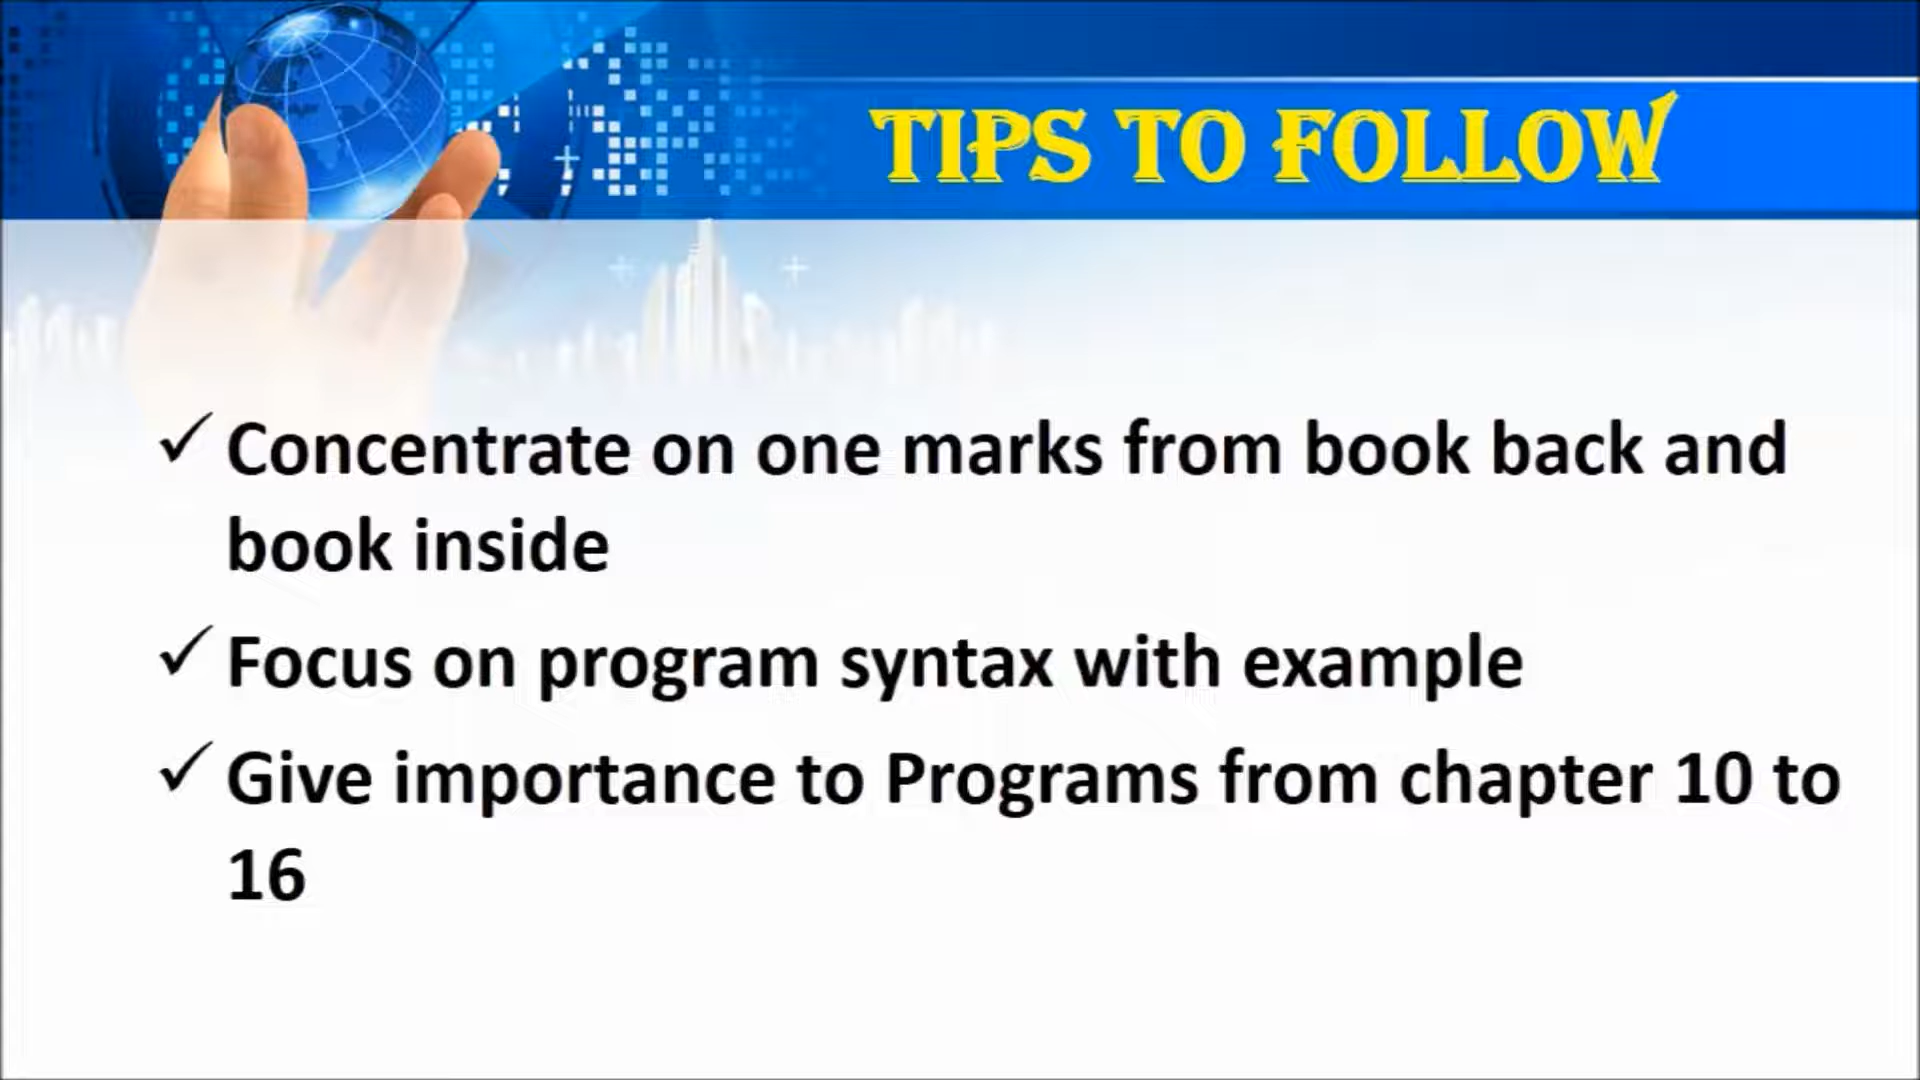 TIPS TO FOLLOW
✓ Concentrate on one marks from book back and
book inside
✓ Focus on program syntax with example
✓ Give importance to Programs from chapter 10 to
16